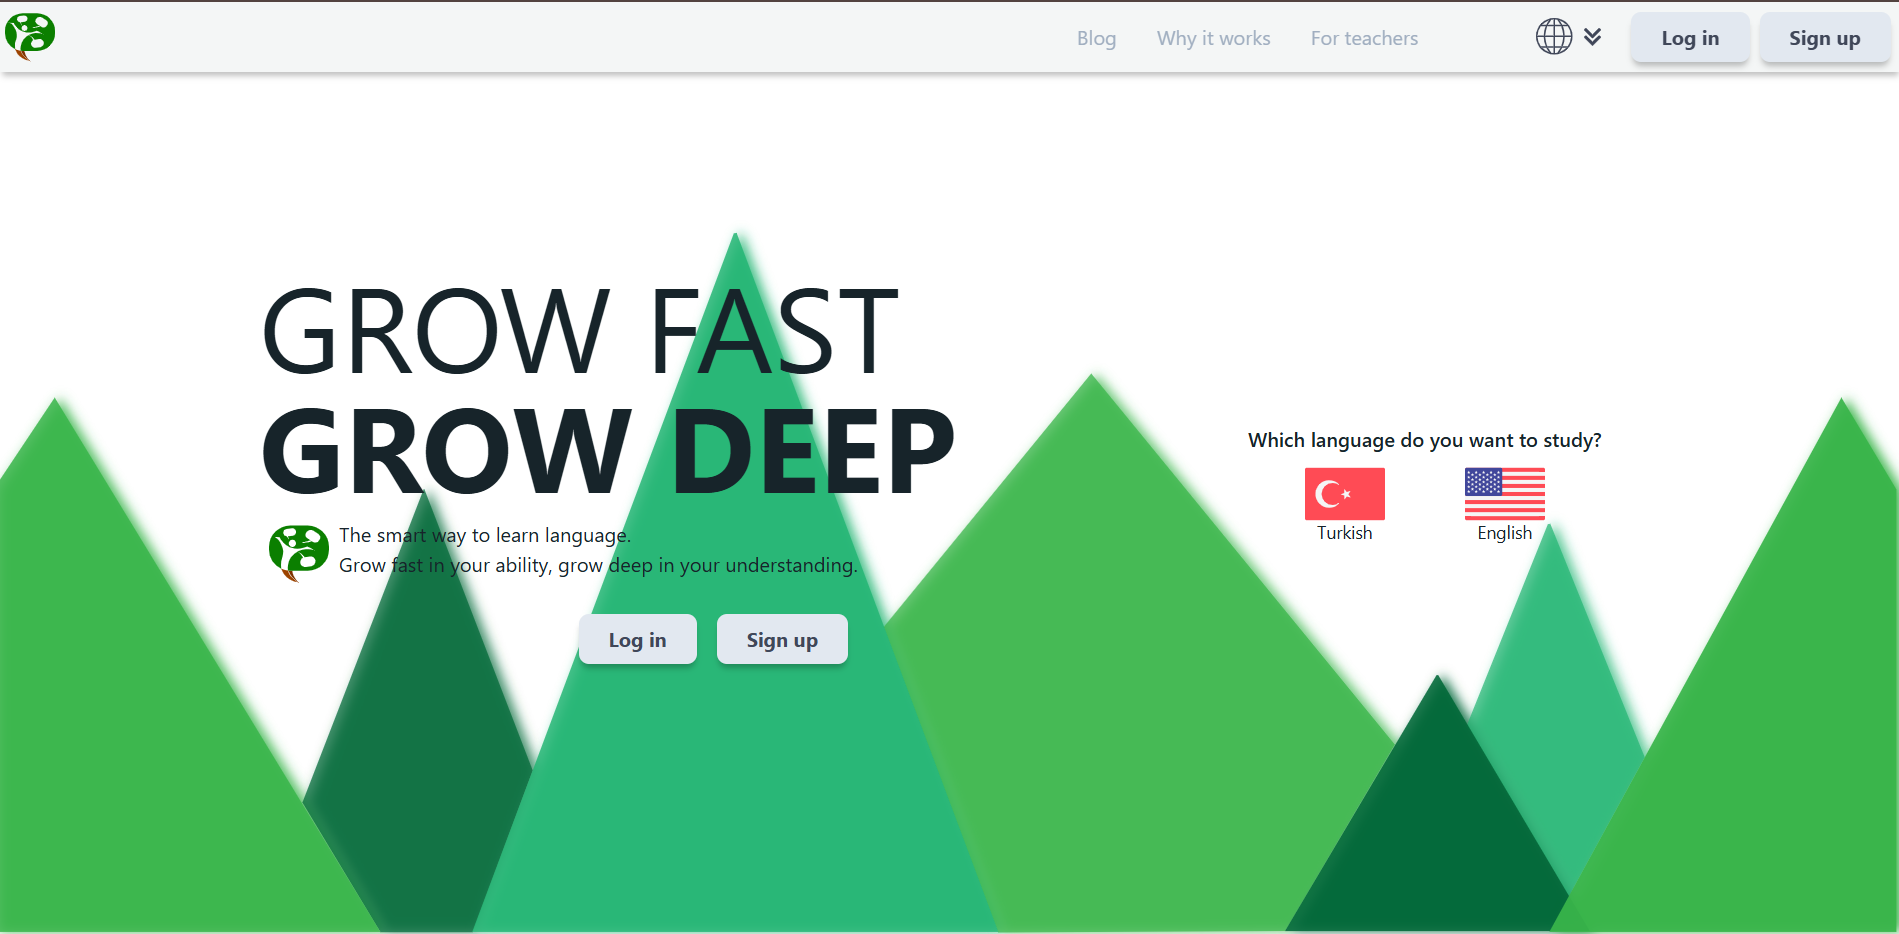 Blog Why it works For teachers Log in Sign up
GROW FAST
GROW DEEP
The smart way to learn language.
Grow fast in your ability, grow deep in your understanding.
Log in Sign up
Which language do you want to study?
Turkish English